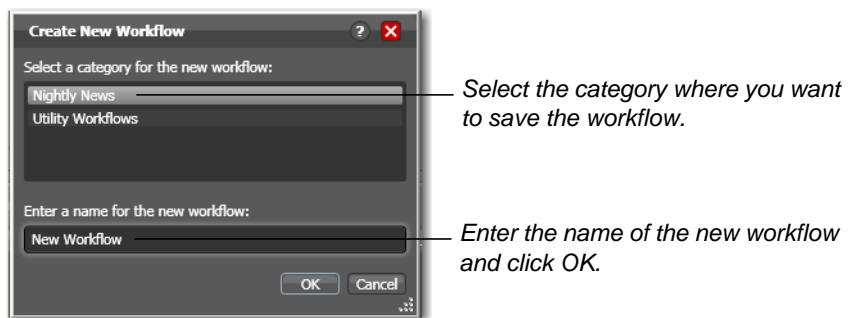 Create New Workflow
?
Select a category for the new workflow:
Nightly News
Utility Workflows
Select the category where you want
to save the workflow.
Enter a name for the new workflow:
New Workflow
Enter the name of the new workflow
and click OK.
OK Cancel